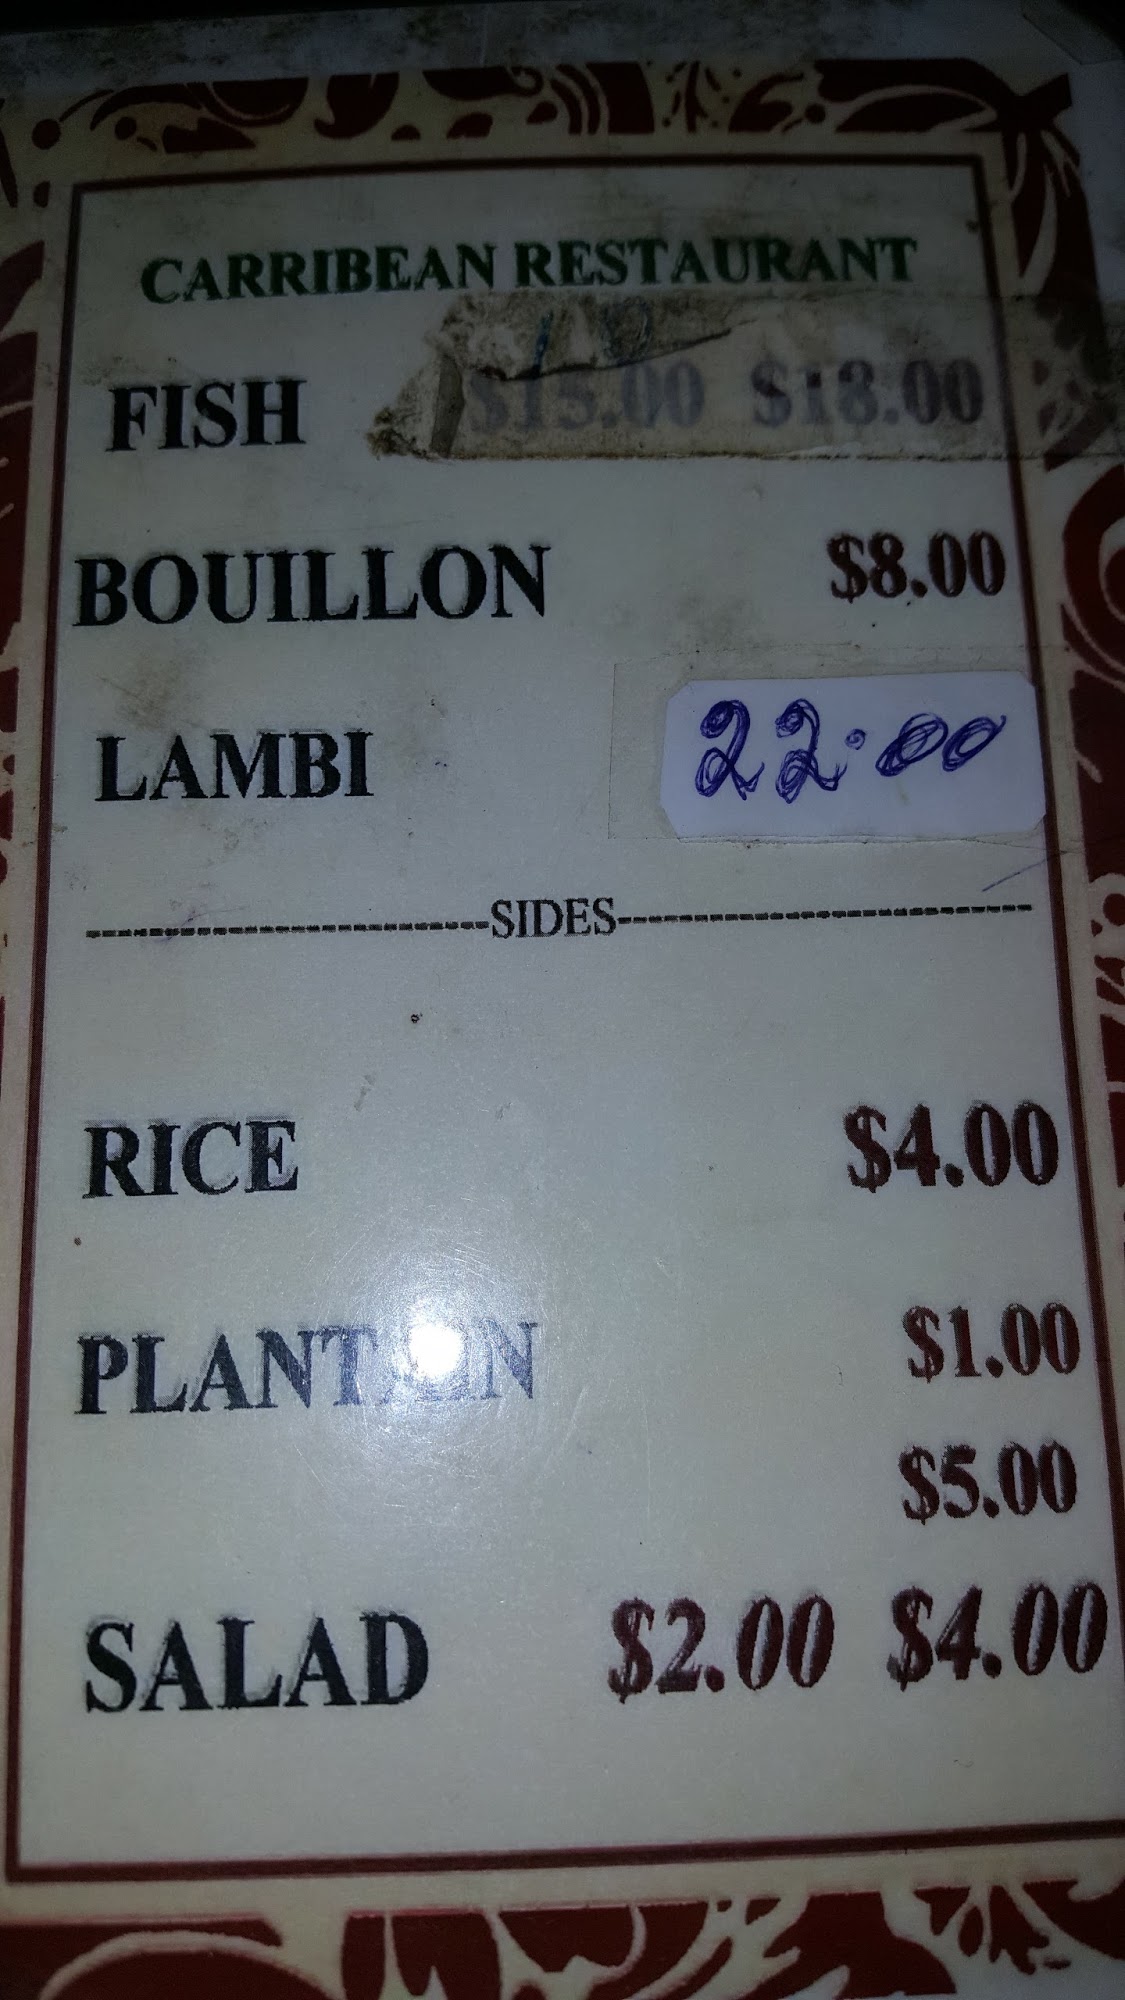 CARRIBEAN RESTAURANT
FISH $15.00 $18.00
BOUILLON $8.00
LAMBI 22.00
--------------------------SIDES--------------------------
RICE $4.00
PLANTAIN $1.00
$5.00
SALAD $2.00 $4.00